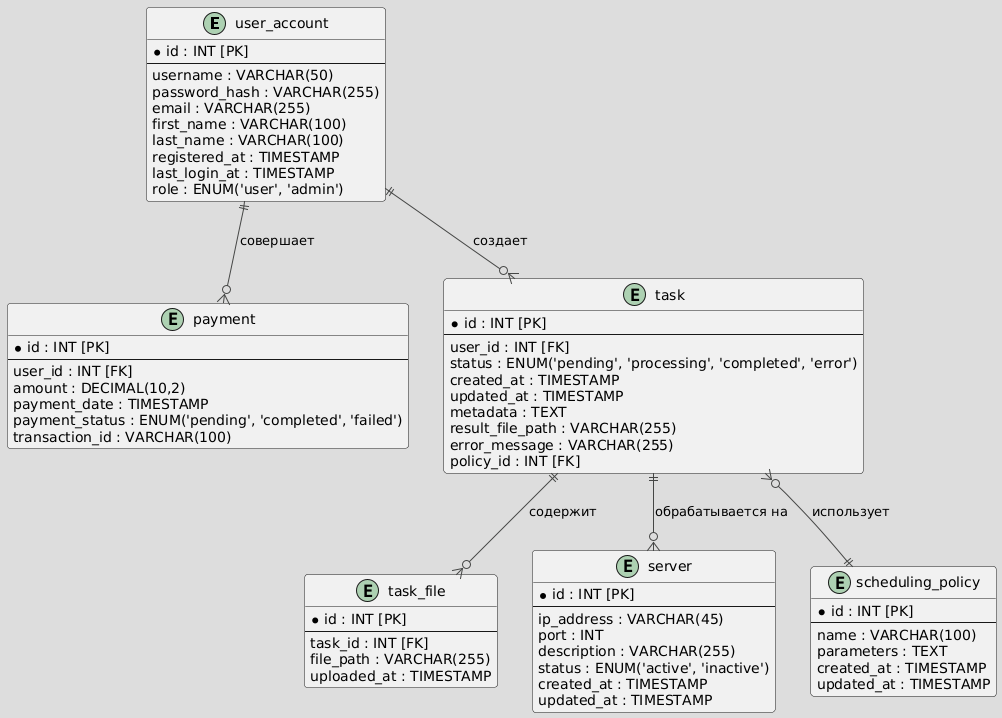 E user_account
* id : INT [PK]
username : VARCHAR(50)
password_hash : VARCHAR(255)
email : VARCHAR(255)
first_name : VARCHAR(100)
last_name : VARCHAR(100)
registered_at : TIMESTAMP
last_login_at : TIMESTAMP
role : ENUM('user', 'admin')
совершает
создает
E payment
* id : INT [PK]
user_id : INT [FK]
amount : DECIMAL(10,2)
payment_date : TIMESTAMP
payment_status : ENUM('pending', 'completed', 'failed')
transaction_id : VARCHAR(100)
E task
* id : INT [PK]
user_id : INT [FK]
status : ENUM('pending', 'processing', 'completed', 'error')
created_at : TIMESTAMP
updated_at : TIMESTAMP
metadata : TEXT
result_file_path : VARCHAR(255)
error_message : VARCHAR(255)
policy_id : INT [FK]
содержит
обрабатывается на
использует
E task_file
* id : INT [PK]
task_id : INT [FK]
file_path : VARCHAR(255)
uploaded_at : TIMESTAMP
E server
* id : INT [PK]
ip_address : VARCHAR(45)
port : INT
description : VARCHAR(255)
status : ENUM('active', 'inactive')
created_at : TIMESTAMP
updated_at : TIMESTAMP
E scheduling_policy
* id : INT [PK]
name : VARCHAR(100)
parameters : TEXT
created_at : TIMESTAMP
updated_at : TIMESTAMP